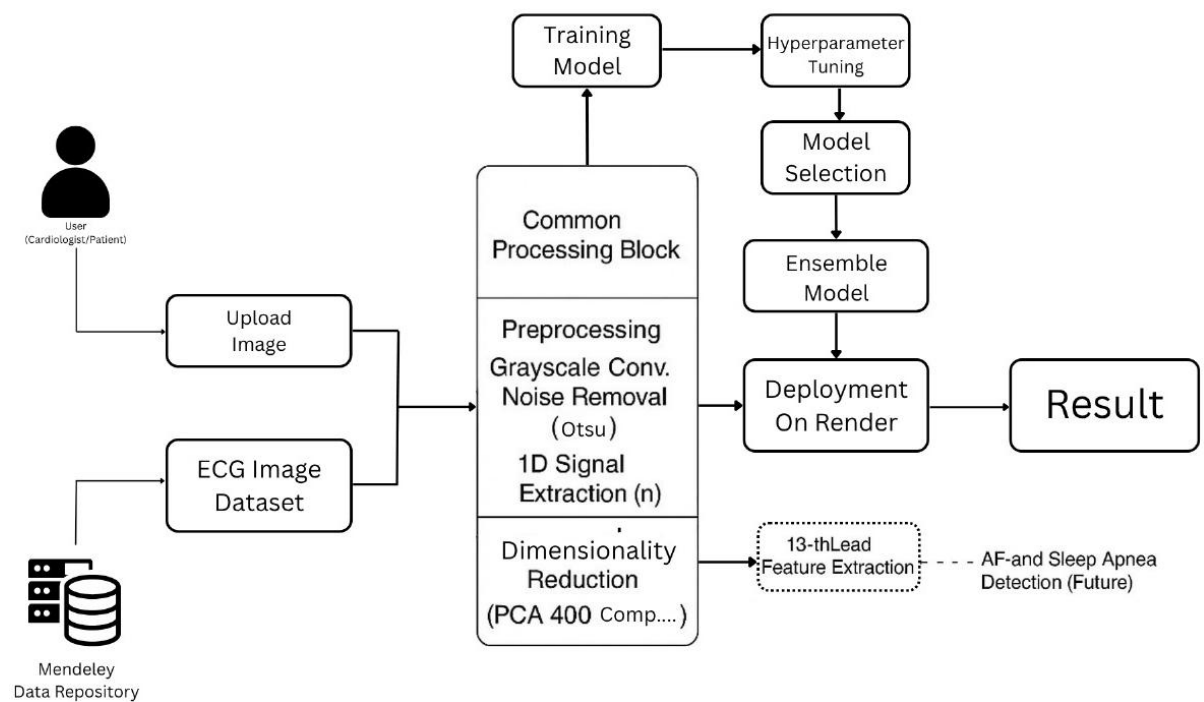 Training
Model
Hyperparameter
Tuning
Model
Selection
Ensemble
Model
User
(Cardiologist/Patient)
Upload
Image
ECG Image
Dataset
Mendeley
Data Repository
Common
Processing Block
Preprocessing
Grayscale Conv.
Noise Removal
(Otsu)
1D Signal
Extraction (n)
Dimensionality
Reduction
(PCA 400 Comp....)
Deployment
On Render
Result
13-thLead
Feature Extraction
AF-and Sleep Apnea
Detection (Future)